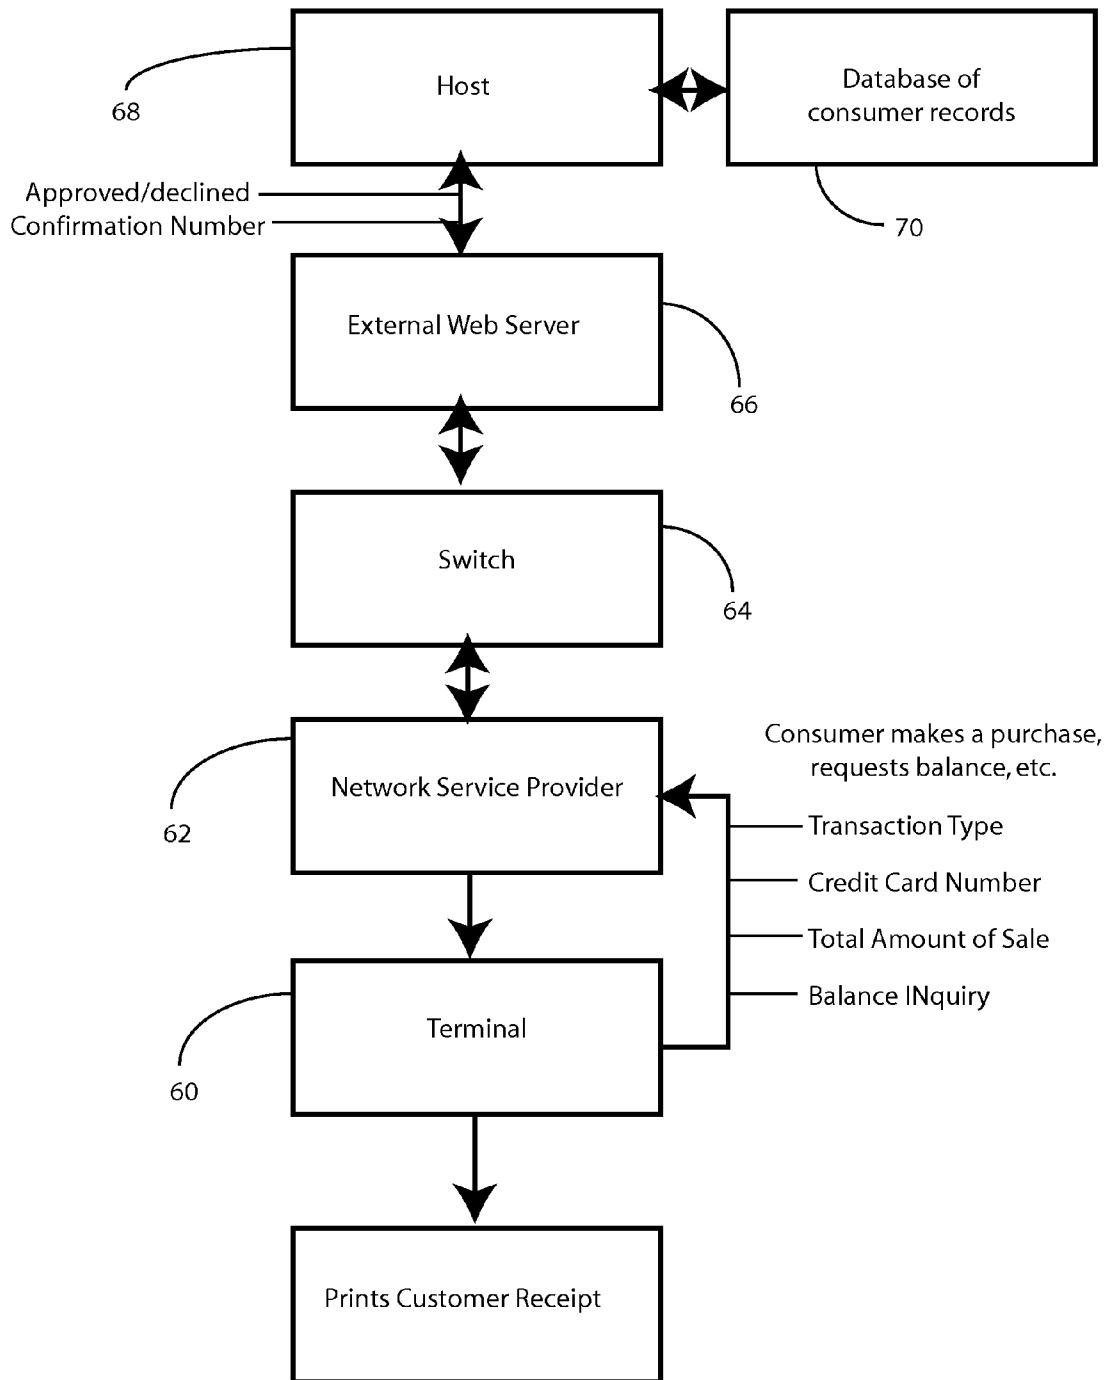 Host
Database of
consumer records
68
Approved/declined
Confirmation Number
70
External Web Server
66
Switch
64
Consumer makes a purchase,
requests balance, etc.
Network Service Provider
62
Transaction Type
Credit Card Number
Total Amount of Sale
Balance INquiry
Terminal
60
Prints Customer Receipt